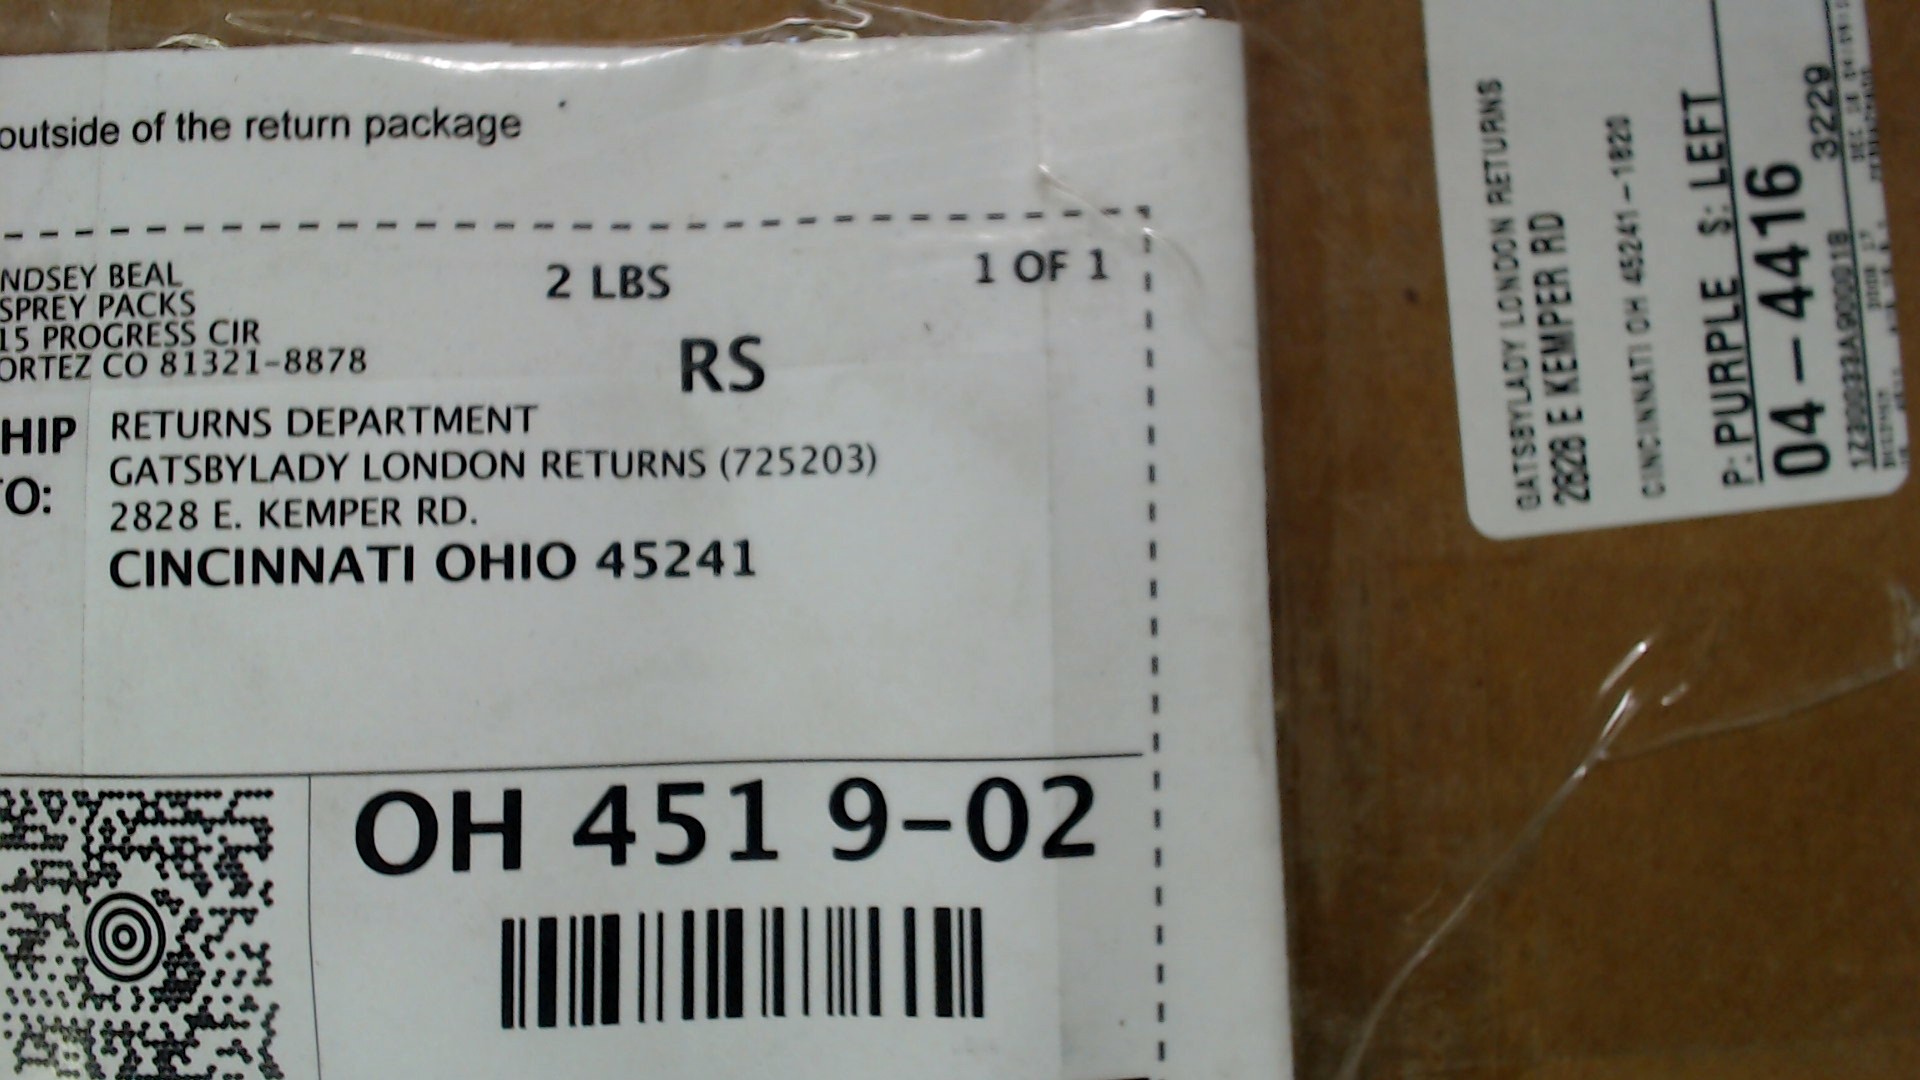 outside of the return package
NDSEY BEAL
SPREY PACKS
15 PROGRESS CIR
ORTEZ CO 81321-8878
2 LBS
1 OF 1
RS
HIP
TO:
RETURNS DEPARTMENT
GATSBYLADY LONDON RETURNS (725203)
2828 E. KEMPER RD.
CINCINNATI OHIO 45241
OH 451 9-02
GATSBYLADY LONDON RETURNS
2828 E KEMPER RD
CINCINNATI OH 45241-1820
P: PURPLE S: LEFT
04-4416
3229